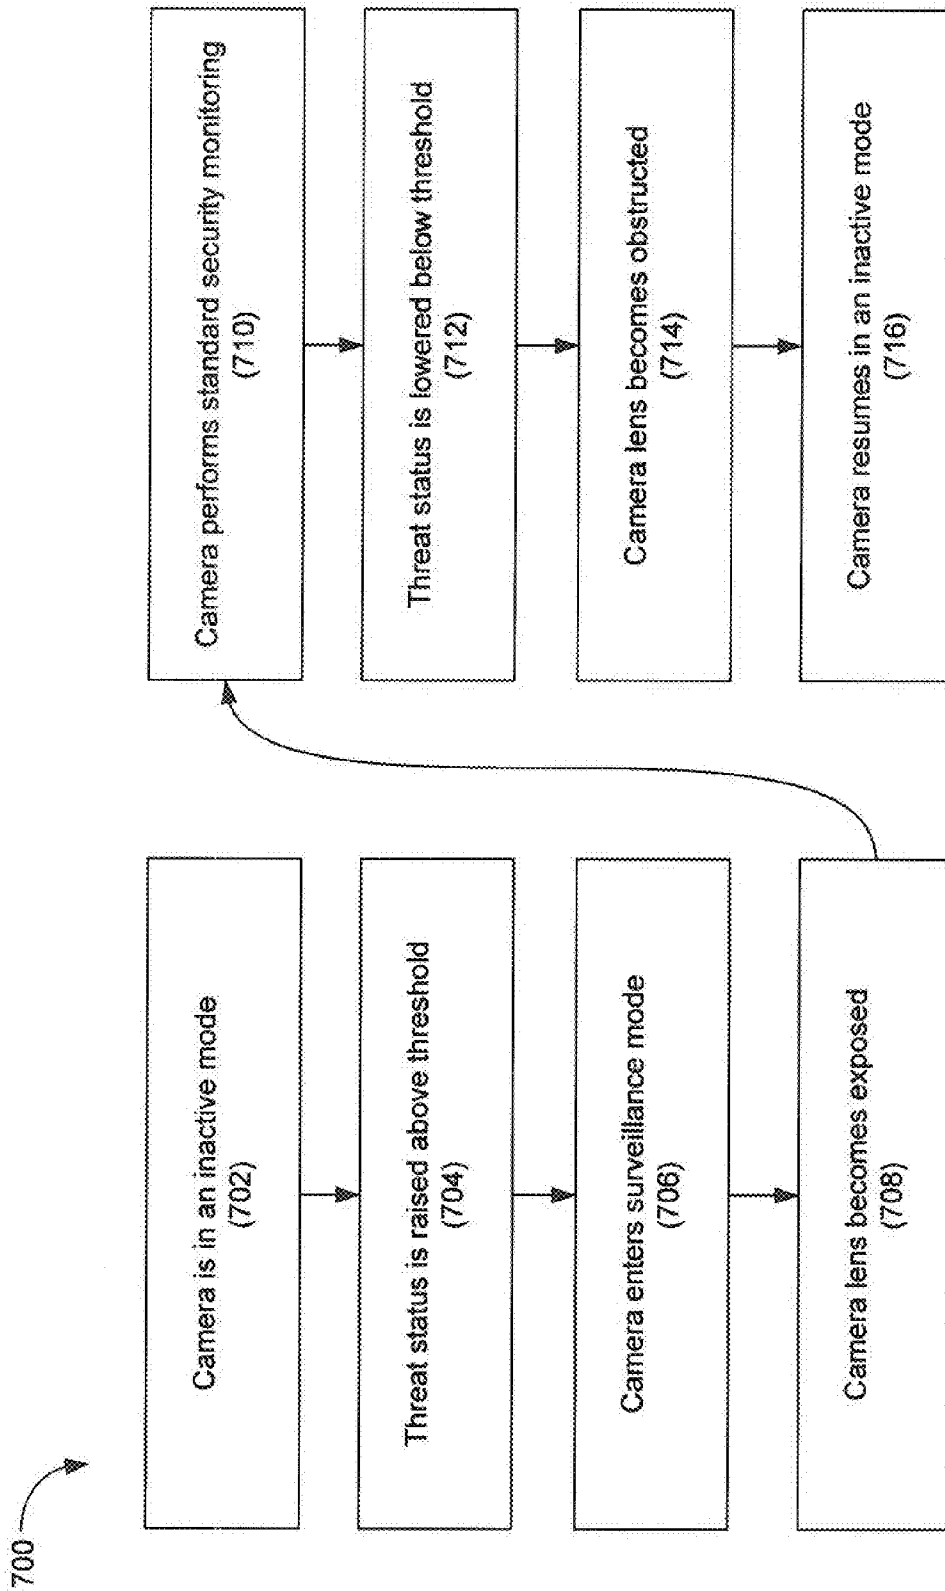 700
Camera is in an inactive mode
(702)
Threat status is raised above threshold
(704)
Camera enters surveillance mode
(706)
Camera lens becomes exposed
(708)
Camera performs standard security monitoring
(710)
Threat status is lowered below threshold
(712)
Camera lens becomes obstructed
(714)
Camera resumes in an inactive mode
(716)